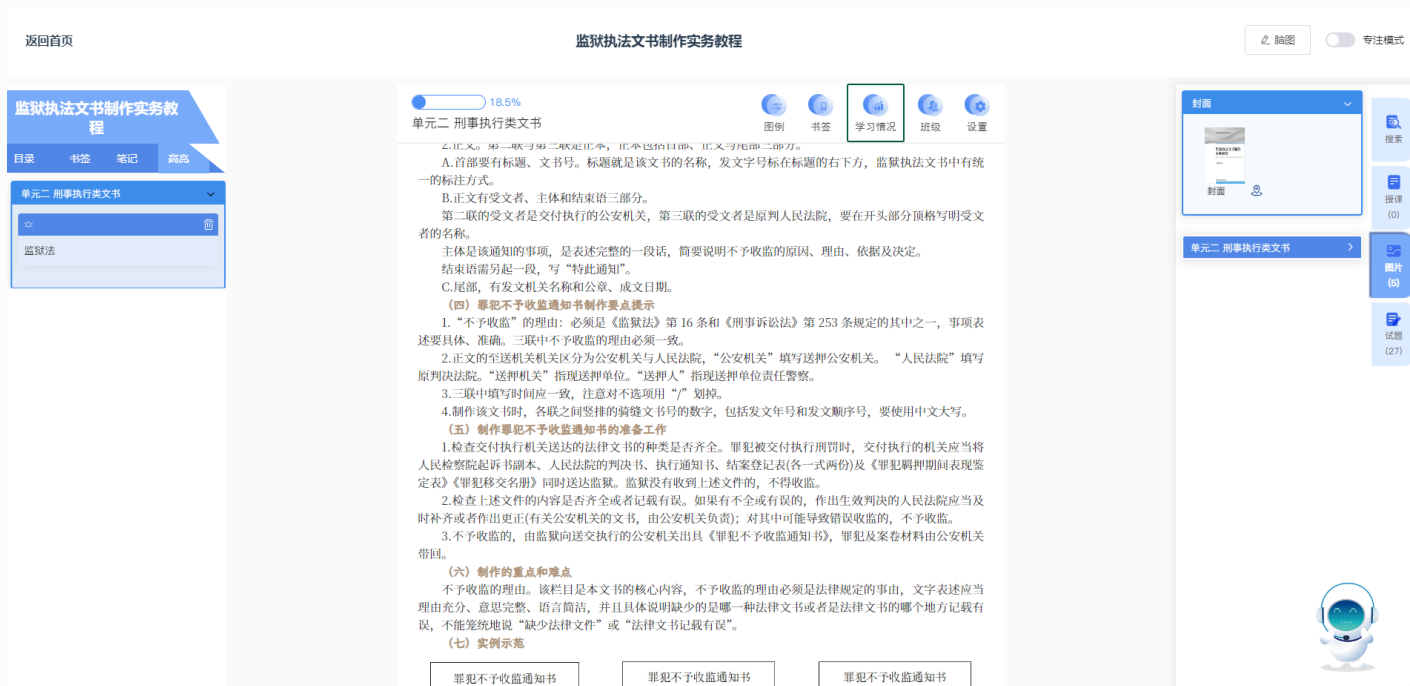 返回首页
监狱执法文书制作实务教程
脑图
专注模式
监狱执法文书制作实务教
程
目录
书签
笔记
高亮
单元二 刑事执行类文书
监狱法
18.5%
单元二 刑事执行类文书
图例
书签
学习情况
班级
设置
2.正文。第二联与第三联是正本，正本包括首部、正文与尾部三部分。
A.首部要有标题、文书号。标题就是该文书的名称，发文字号标在标题的右下方，监狱执法文书中有统
一的标注方式。
B.正文有受文者、主体和结束语三部分。
第二联的受文者是交付执行的公安机关，第三联的受文者是原判人民法院，要在开头部分顶格写明受文
者的名称。
主体是该通知的事项，是表述完整的一段话，简要说明不予收监的原因、理由、依据及决定。
结束语需另起一段，写“特此通知”。
C.尾部，有发文机关名称和公章、成文日期。
（四）罪犯不予收监通知书制作要点提示
1.“不予收监”的理由：必须是《监狱法》第 16 条和《刑事诉讼法》第 253 条规定的其中之一，事项表
述要具体、准确。三联中不予收监的理由必须一致。
2.正文的至送机关机关区分为公安机关与人民法院，“公安机关”填写送押公安机关。 “人民法院”填写
原判决法院。“送押机关”指现送押单位。“送押人”指现送押单位责任警察。
3.三联中填写时间应一致，注意对不选项用“/”划掉。
4.制作该文书时，各联之间竖排的骑缝文书号的数字，包括发文年号和发文顺序号，要使用中文大写。
（五）制作罪犯不予收监通知书的准备工作
1.检查交付执行机关送达的法律文书的种类是否齐全。罪犯被交付执行刑罚时，交付执行的机关应当将
人民检察院起诉书副本、人民法院的判决书、执行通知书、结案登记表(各一式两份)及《罪犯羁押期间表现鉴
定表》《罪犯移交名册》同时送达监狱。监狱没有收到上述文件的，不得收监。
2.检查上述文件的内容是否齐全或者记载有误。如果有不全或有误的，作出生效判决的人民法院应当及
时补齐或者作出更正(有关公安机关的文书，由公安机关负责)；对其中可能导致错误收监的，不予收监。
3.不予收监的，由监狱向送交执行的公安机关出具《罪犯不予收监通知书》，罪犯及案卷材料由公安机关
带回。
（六）制作的重点和难点
不予收监的理由。该栏目是本文书的核心内容，不予收监的理由必须是法律规定的事由，文字表述应当
理由充分、意思完整、语言简洁，并且具体说明缺少的是哪一种法律文书或者是法律文书的哪个地方记载有
误，不能笼统地说“缺少法律文件”或“法律文书记载有误”。
（七）实例示范
罪犯不予收监通知书
罪犯不予收监通知书
罪犯不予收监通知书
封面
封面
单元二 刑事执行类文书
搜索
授课
(0)
图片
(5)
试题
(27)